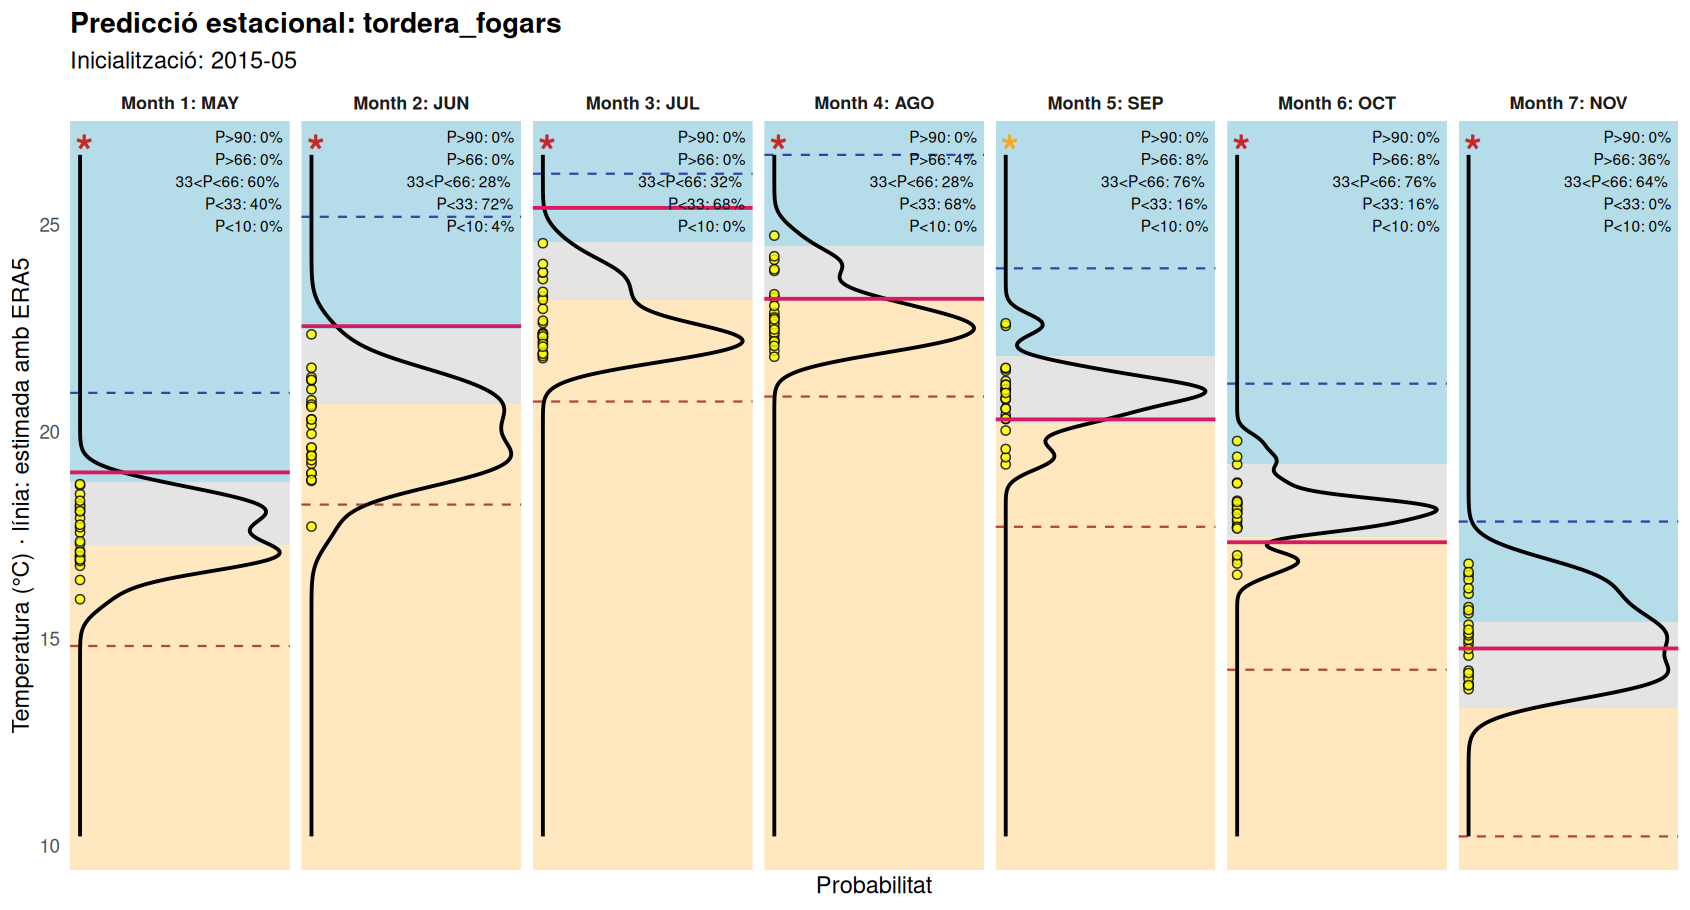 Predicció estacional: tordera_fogars
Inicialització: 2015-05
Month 1: MAY
Month 2: JUN
Month 3: JUL
Month 4: AGO
Month 5: SEP
Month 6: OCT
Month 7: NOV
*
P>90: 0%
P>66: 0%
33<P<66: 60%
P<33: 40%
P<10: 0%
*
P>90: 0%
P>66: 0%
33<P<66: 28%
P<33: 72%
P<10: 4%
*
P>90: 0%
P>66: 0%
33<P<66: 32%
P<33: 68%
P<10: 0%
*
P>90: 0%
P>66: 4%
33<P<66: 28%
P<33: 68%
P<10: 0%
*
P>90: 0%
P>66: 8%
33<P<66: 76%
P<33: 16%
P<10: 0%
*
P>90: 0%
P>66: 8%
33<P<66: 76%
P<33: 16%
P<10: 0%
*
P>90: 0%
P>66: 36%
33<P<66: 64%
P<33: 0%
P<10: 0%
25
20
15
10
Temperatura (°C) · línia: estimada amb ERA5
Probabilitat